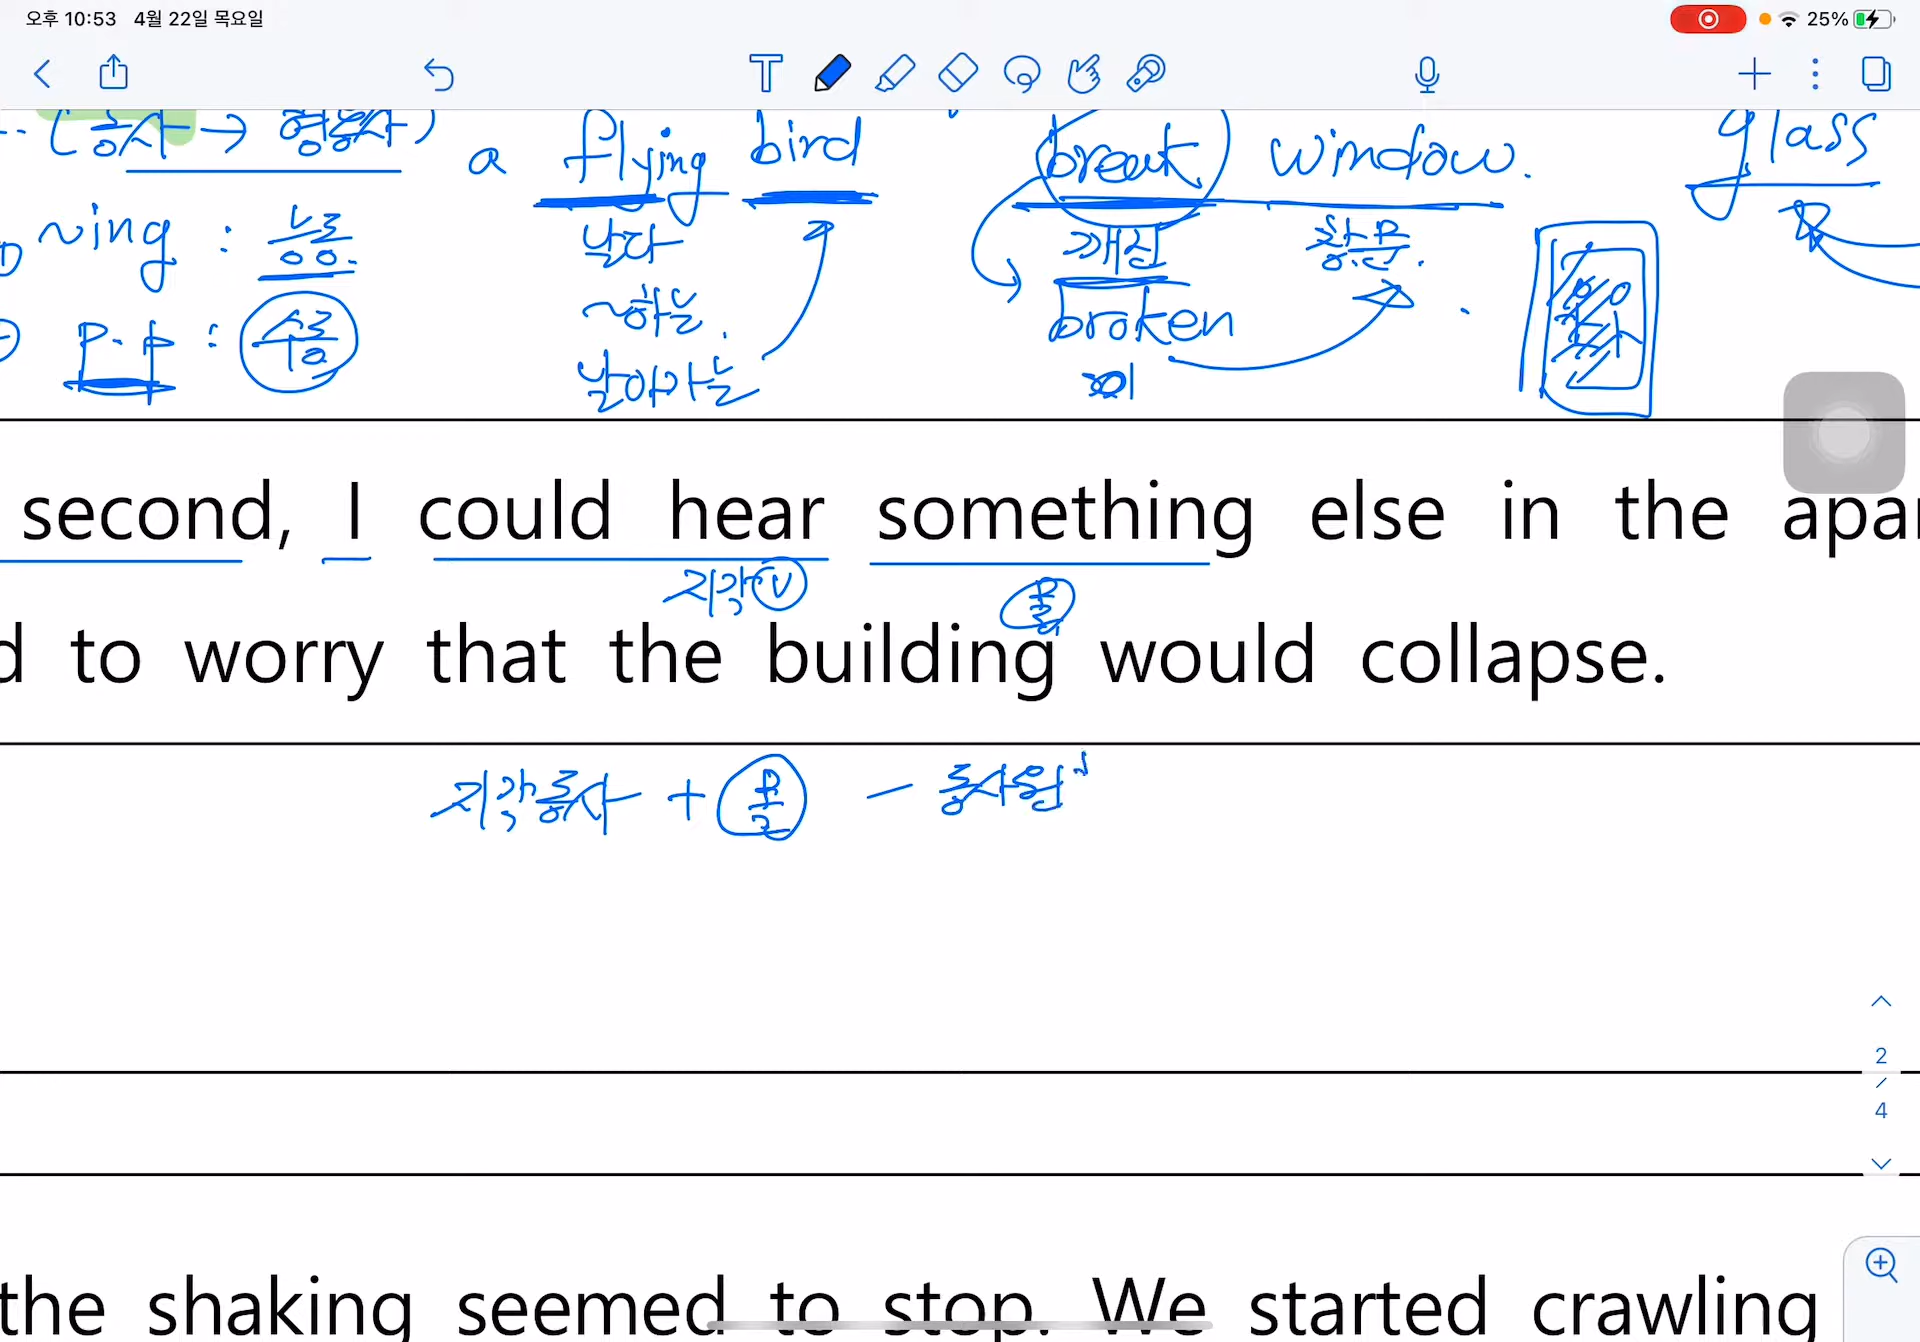 오후 10:53 4월 22일 목요일 25%
(동사 → 형용사) a flying bird break window. glass
~ing : 능동. 날다 깨진 창문.
~하는. broken
p.p : 수동 날아가는
second, I could hear something else in the apa
지각 V 목
d to worry that the building would collapse.
지각동사 + 목 - 동사원
2
/
4
the shaking seemed to stop. We started crawling